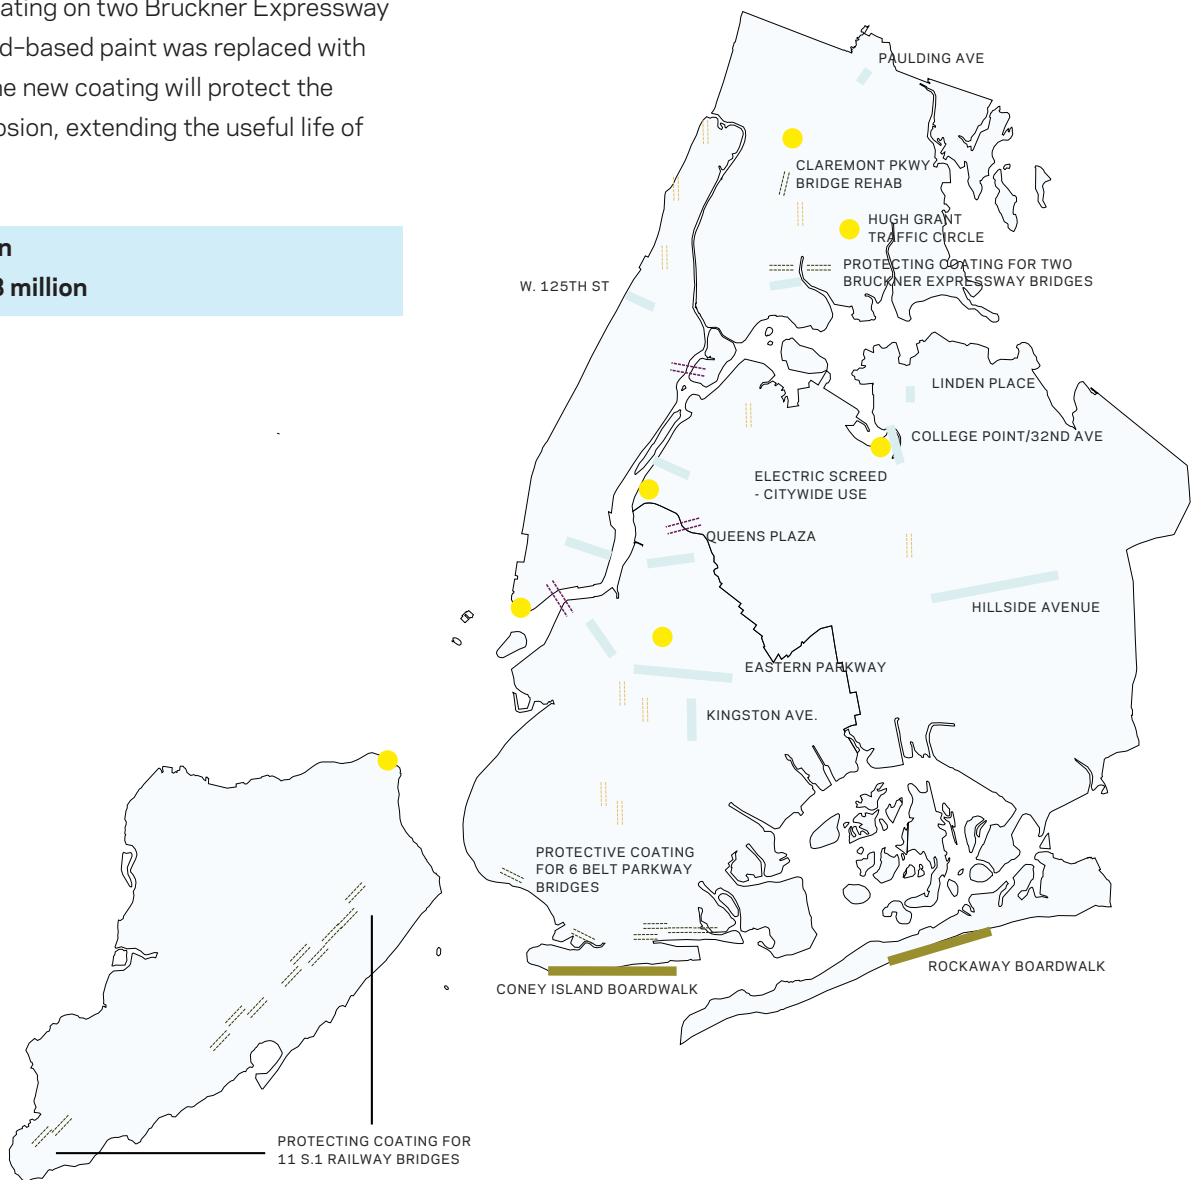 ating on two Bruckner Expressway
d-based paint was replaced with
he new coating will protect the
osion, extending the useful life of
n
3 million
PAULDING AVE
CLAREMONT PKWY
BRIDGE REHAB
HUGH GRANT
TRAFFIC CIRCLE
PROTECTING COATING FOR TWO
BRUCKNER EXPRESSWAY BRIDGES
W. 125TH ST
LINDEN PLACE
COLLEGE POINT/32ND AVE
ELECTRIC SCREED
- CITYWIDE USE
QUEENS PLAZA
HILLSIDE AVENUE
EASTERN PARKWAY
KINGSTON AVE.
PROTECTIVE COATING
FOR 6 BELT PARKWAY
BRIDGES
CONEY ISLAND BOARDWALK
ROCKAWAY BOARDWALK
PROTECTING COATING FOR
11 S.1 RAILWAY BRIDGES